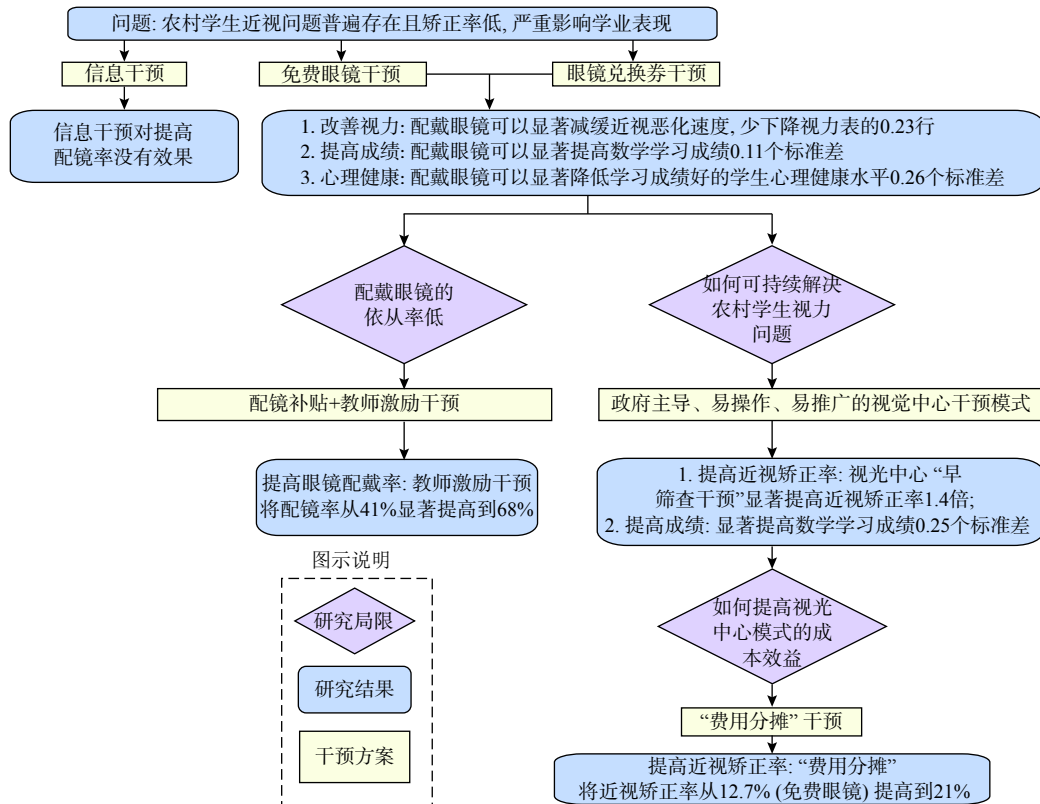 问题: 农村学生近视问题普遍存在且矫正率低, 严重影响学业表现
信息干预
免费眼镜干预
眼镜兑换券干预
信息干预对提高
配镜率没有效果
1. 改善视力: 配戴眼镜可以显著减缓近视恶化速度, 少下降视力表的0.23行
2. 提高成绩: 配戴眼镜可以显著提高数学学习成绩0.11个标准差
3. 心理健康: 配戴眼镜可以显著降低学习成绩好的学生心理健康水平0.26个标准差
配戴眼镜的
依从率低
如何可持续解决
农村学生视力
问题
配镜补贴+教师激励干预
政府主导、易操作、易推广的视觉中心干预模式
提高眼镜配戴率: 教师激励干预
将配镜率从41%显著提高到68%
1. 提高近视矫正率: 视光中心 “早
筛查干预”显著提高近视矫正率1.4倍;
2. 提高成绩: 显著提高数学学习成绩0.25个标准差
图示说明
研究局限
研究结果
干预方案
如何提高视光
中心模式的成
本效益
“费用分摊” 干预
提高近视矫正率: “费用分摊”
将近视矫正率从12.7% (免费眼镜) 提高到21%